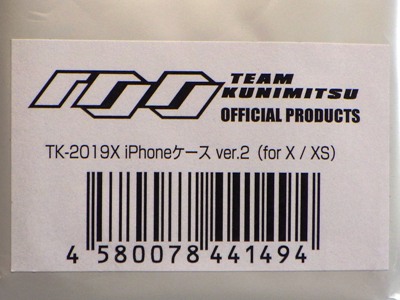 100 TEAM
KUNIMITSU
OFFICIAL PRODUCTS
TK-2019X iPhoneケース ver.2（for X / XS）
4 580078 441494